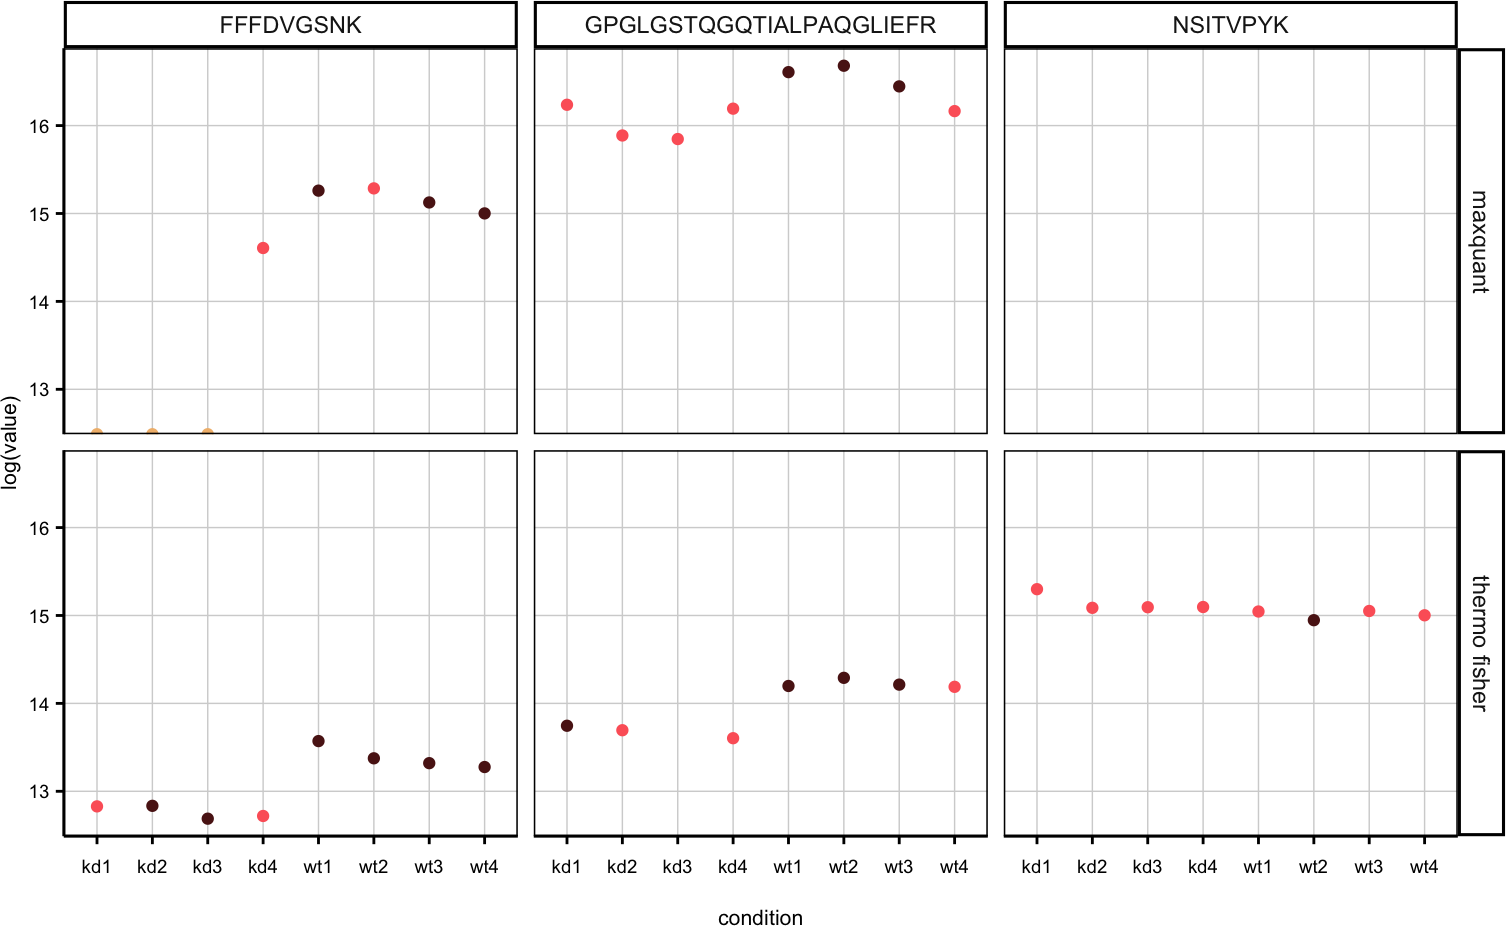 FFFDVGSNK
GPGLGSTQGQTIALPAQGLIEFR
NSITVPYK
16
15
14
13
maxquant
log(value)
16
15
14
13
thermo fisher
kd1 kd2 kd3 kd4 wt1 wt2 wt3 wt4
kd1 kd2 kd3 kd4 wt1 wt2 wt3 wt4
kd1 kd2 kd3 kd4 wt1 wt2 wt3 wt4
condition